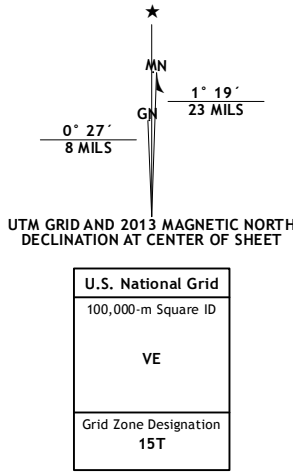 ★
MN
1° 19´
23 MILS
GN
0° 27´
8 MILS
UTM GRID AND 2013 MAGNETIC NORTH
DECLINATION AT CENTER OF SHEET
U.S. National Grid
100,000-m Square ID
VE
Grid Zone Designation
15T